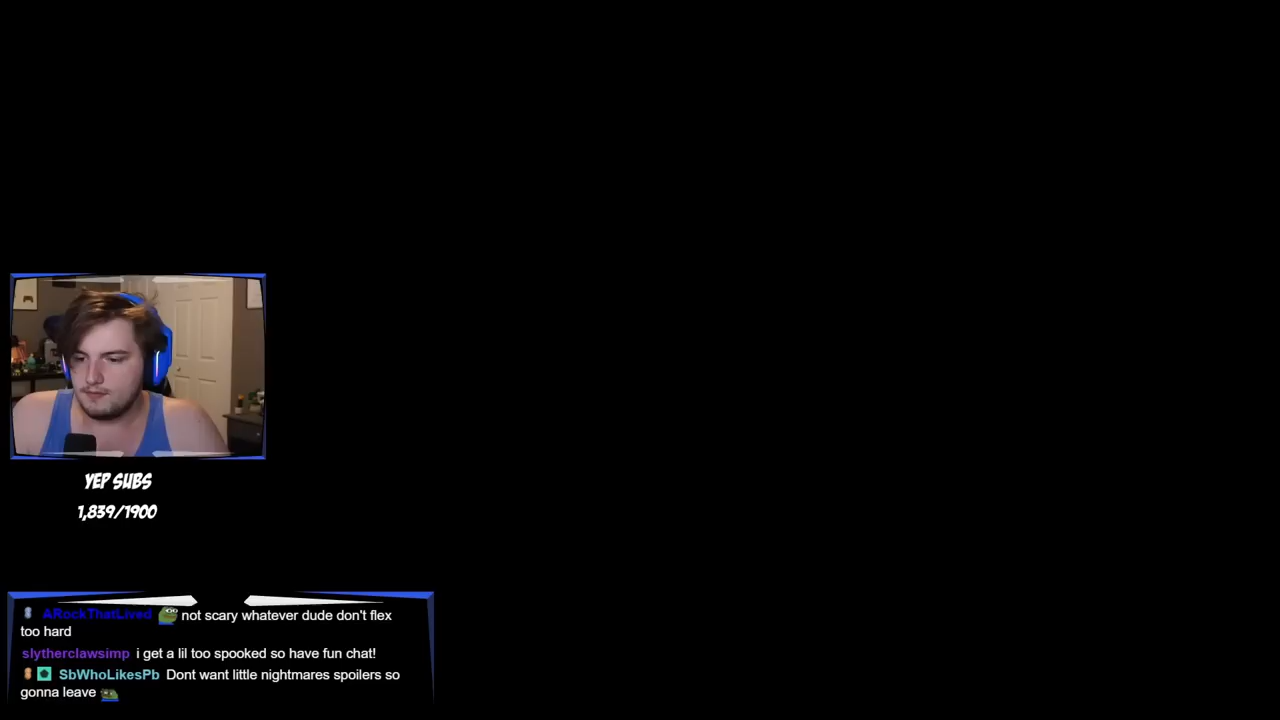 YEP SUBS
1,839/1900
ARockThatLived not scary whatever dude don't flex
too hard
slytherclawsimp i get a lil too spooked so have fun chat!
SbWhoLikesPb Dont want little nightmares spoilers so
gonna leave